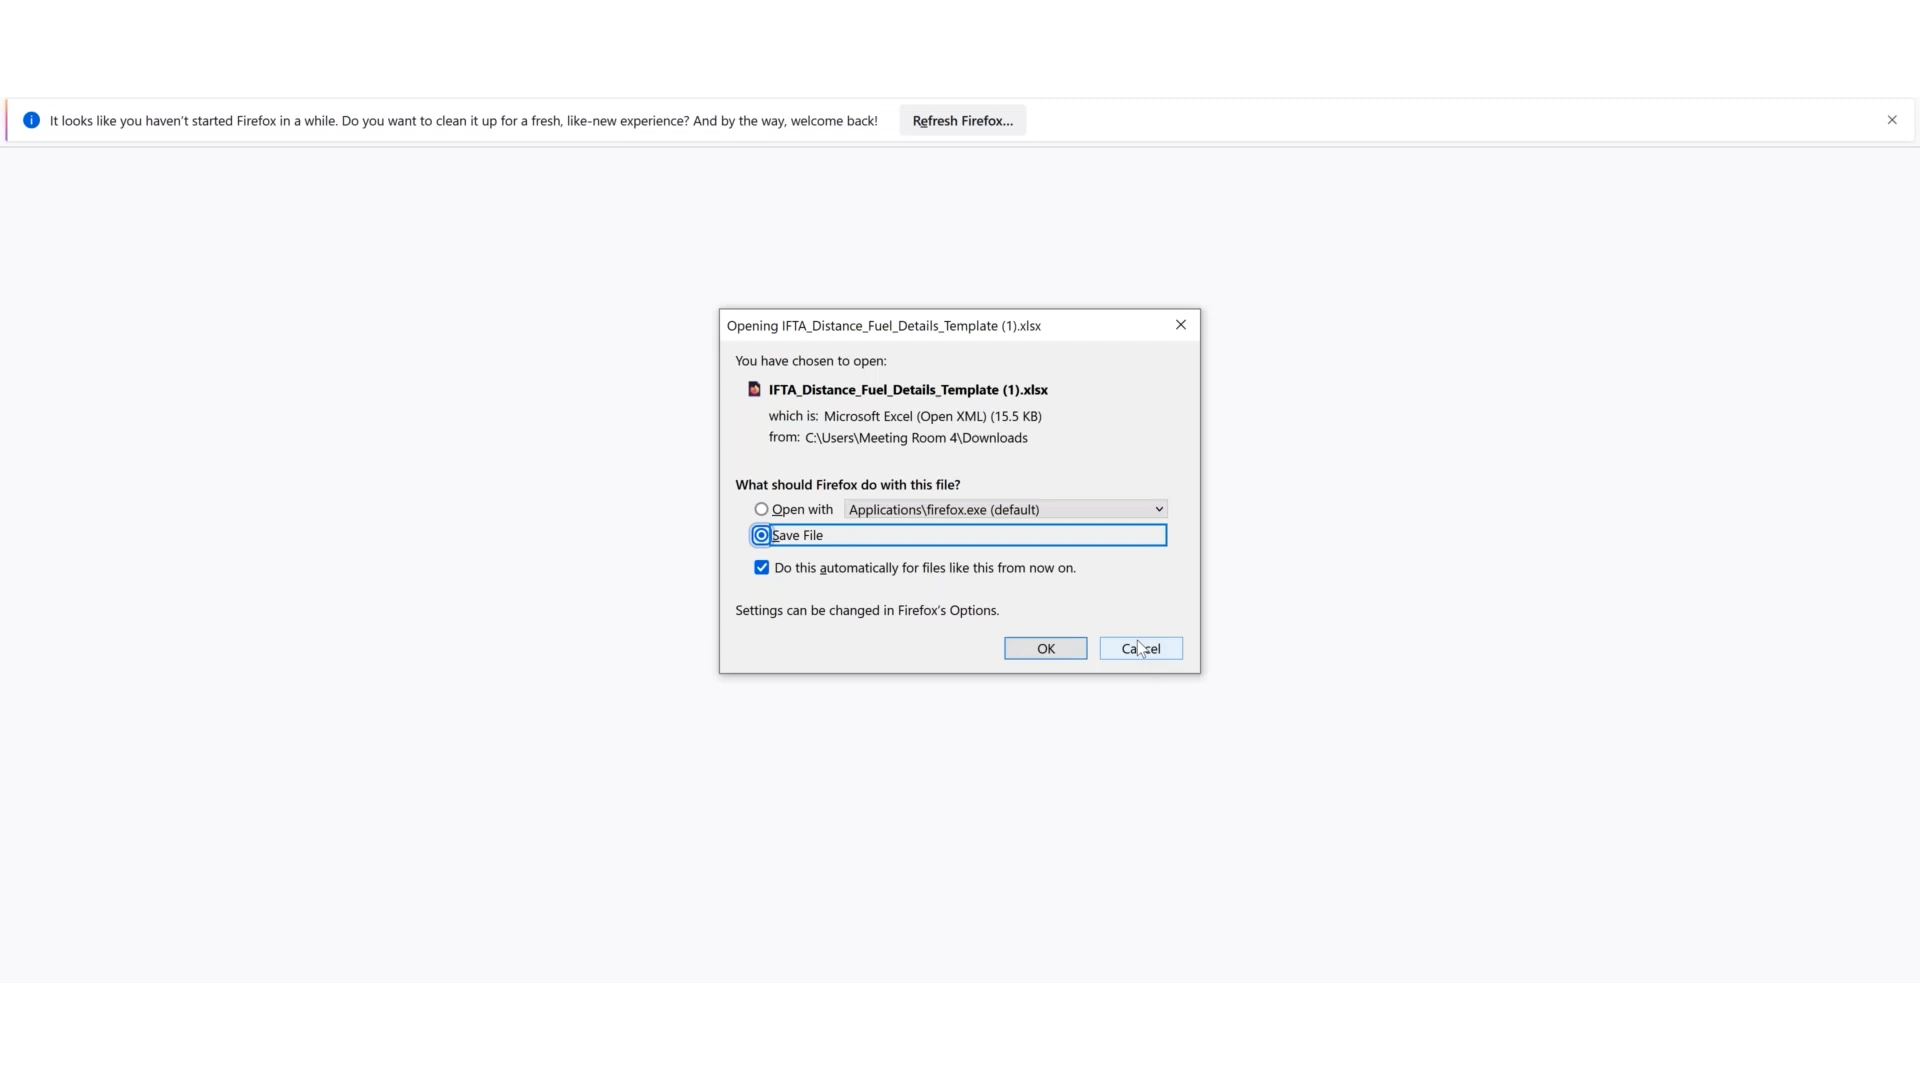 It looks like you haven't started Firefox in a while. Do you want to clean it up for a fresh, like-new experience? And by the way, welcome back!
Refresh Firefox...
Opening IFTA_Distance_Fuel_Details_Template (1).xlsx
You have chosen to open:
IFTA_Distance_Fuel_Details_Template (1).xlsx
which is: Microsoft Excel (Open XML) (15.5 KB)
from: C:\Users\Meeting Room 4\Downloads
What should Firefox do with this file?
Open with Applications\firefox.exe (default)
Save File
Do this automatically for files like this from now on.
Settings can be changed in Firefox's Options.
OK Cancel